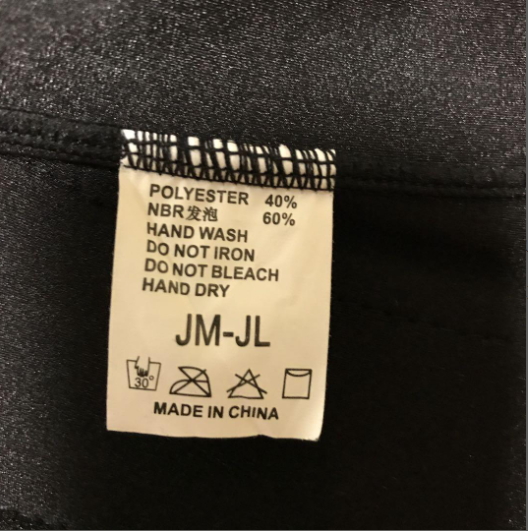 POLYESTER 40%
NBR发泡 60%
HAND WASH
DO NOT IRON
DO NOT BLEACH
HAND DRY
JM-JL
30°
MADE IN CHINA